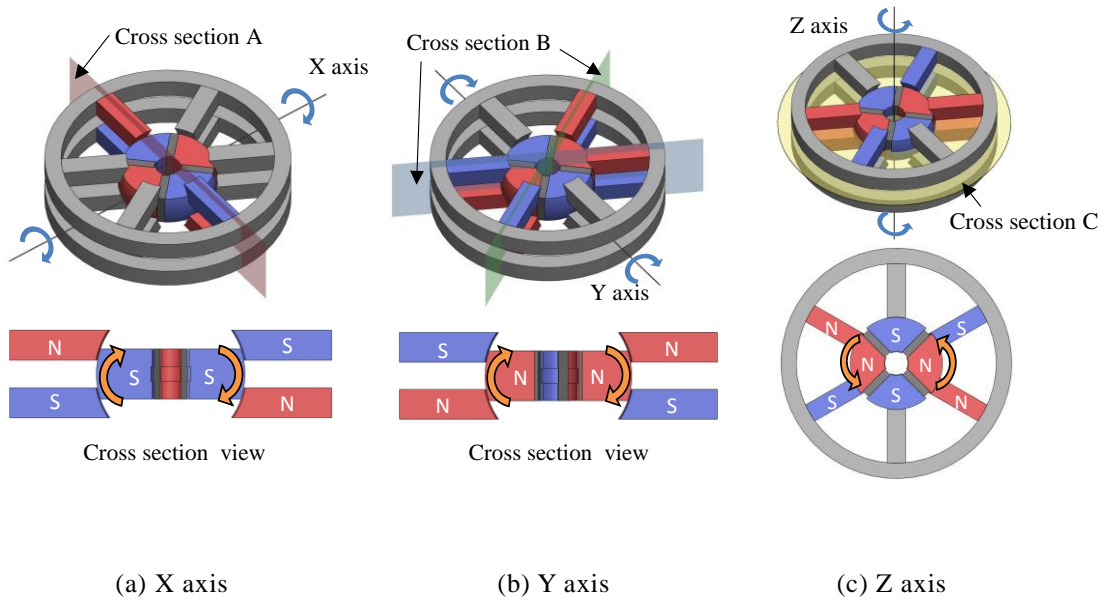 Cross section A
X axis
N
S
S
S
S
N
Cross section view
(a) X axis
Cross section B
Y axis
S
N
N
N
N
S
Cross section view
(b) Y axis
Z axis
Cross section C
N
S
S
N
N
S
S
N
(c) Z axis